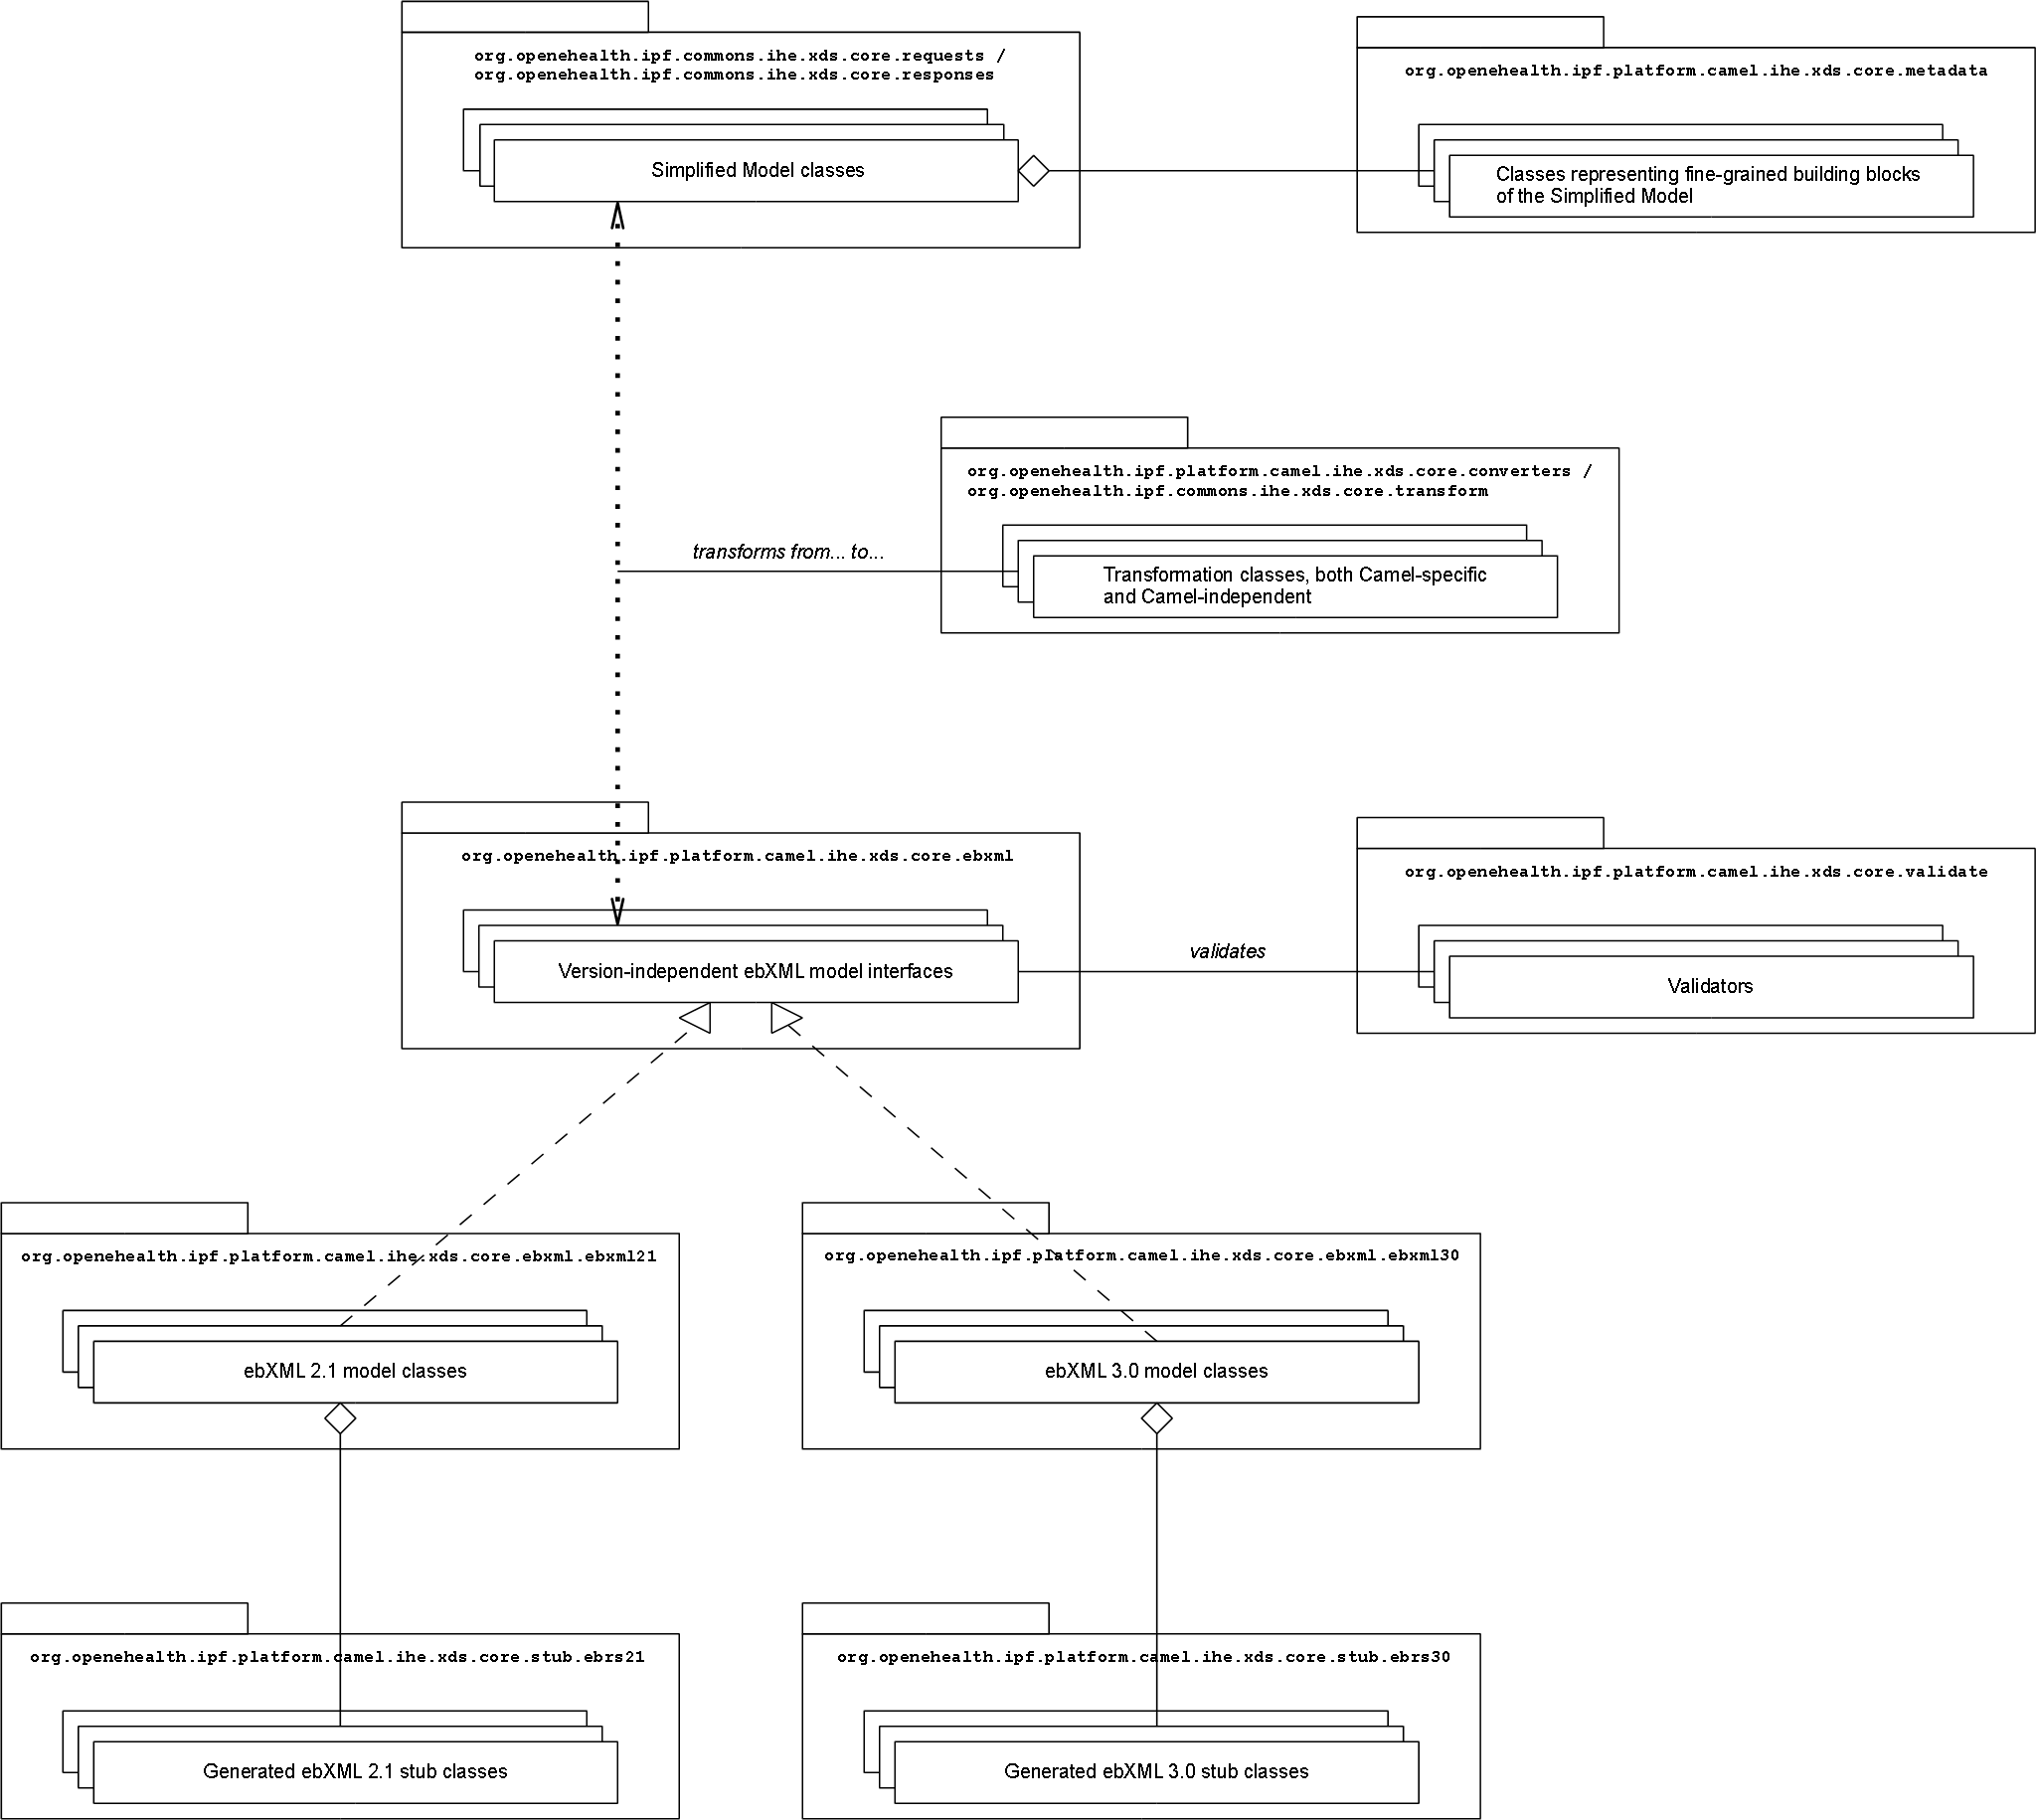 org.openehealth.ipf.commons.ihe.xds.core.requests /
org.openehealth.ipf.commons.ihe.xds.core.responses
Simplified Model classes
org.openehealth.ipf.platform.camel.ihe.xds.core.metadata
Classes representing fine-grained building blocks
of the Simplified Model
org.openehealth.ipf.platform.camel.ihe.xds.core.converters /
org.openehealth.ipf.commons.ihe.xds.core.transform
transforms from... to...
Transformation classes, both Camel-specific
and Camel-independent
org.openehealth.ipf.platform.camel.ihe.xds.core.ebxml
Version-independent ebXML model interfaces
validates
org.openehealth.ipf.platform.camel.ihe.xds.core.validate
Validators
org.openehealth.ipf.platform.camel.ihe.xds.core.ebxml.ebxml21
ebXML 2.1 model classes
org.openehealth.ipf.platform.camel.ihe.xds.core.ebxml.ebxml30
ebXML 3.0 model classes
org.openehealth.ipf.platform.camel.ihe.xds.core.stub.ebrs21
Generated ebXML 2.1 stub classes
org.openehealth.ipf.platform.camel.ihe.xds.core.stub.ebrs30
Generated ebXML 3.0 stub classes